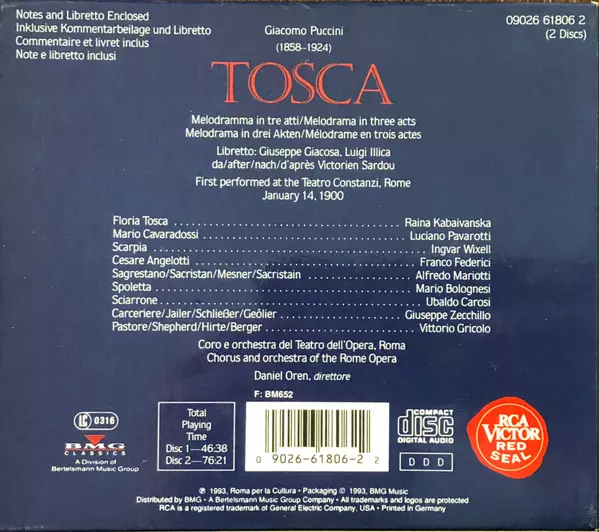 Notes and Libretto Enclosed
Inklusive Kommentarbeilage und Libretto
Commentaire et livret inclus
Note e libretto inclusi
Giacomo Puccini
(1858–1924)
09026 61806 2
(2 Discs)
TOSCA
Melodramma in tre atti/Melodrama in three acts
Melodrama in drei Akten/Mélodrame en trois actes
Libretto: Giuseppe Giacosa, Luigi Illica
da/after/nach/d'après Victorien Sardou
First performed at the Teatro Constanzi, Rome
January 14, 1900
Floria Tosca . . . . . . . . . . Raina Kabaivanska
Mario Cavaradossi . . . . . . . . . . Luciano Pavarotti
Scarpia . . . . . . . . . . Ingvar Wixell
Cesare Angelotti . . . . . . . . . . Franco Federici
Sagrestano/Sacristan/Mesner/Sacristain . . . . . . . . . . Alfredo Mariotti
Spoletta . . . . . . . . . . Mario Bolognesi
Sciarrone . . . . . . . . . . Ubaldo Carosi
Carceriere/Jailer/Schließer/Geôlier . . . . . . . . . . Giuseppe Zecchillo
Pastore/Shepherd/Hirte/Berger . . . . . . . . . . Vittorio Gricolo
Coro e orchestra del Teatro dell'Opera, Roma
Chorus and orchestra of the Rome Opera
Daniel Oren, direttore
F: BM652
LC 0316
BMG
CLASSICS
A Division of
Bertelsmann Music Group
Total
Playing
Time
Disc 1—46:38
Disc 2—76:21
0 9026-61806-2 2
COMPACT
disc
DIGITAL AUDIO
D D D
RCA
VICTOR
RED
SEAL
℗ 1993, Roma per la Cultura • Packaging © 1993, BMG Music
Distributed by BMG • A Bertelsmann Music Group Company • All trademarks and logos are protected
RCA is a registered trademark of General Electric Company, USA • Printed in Germany